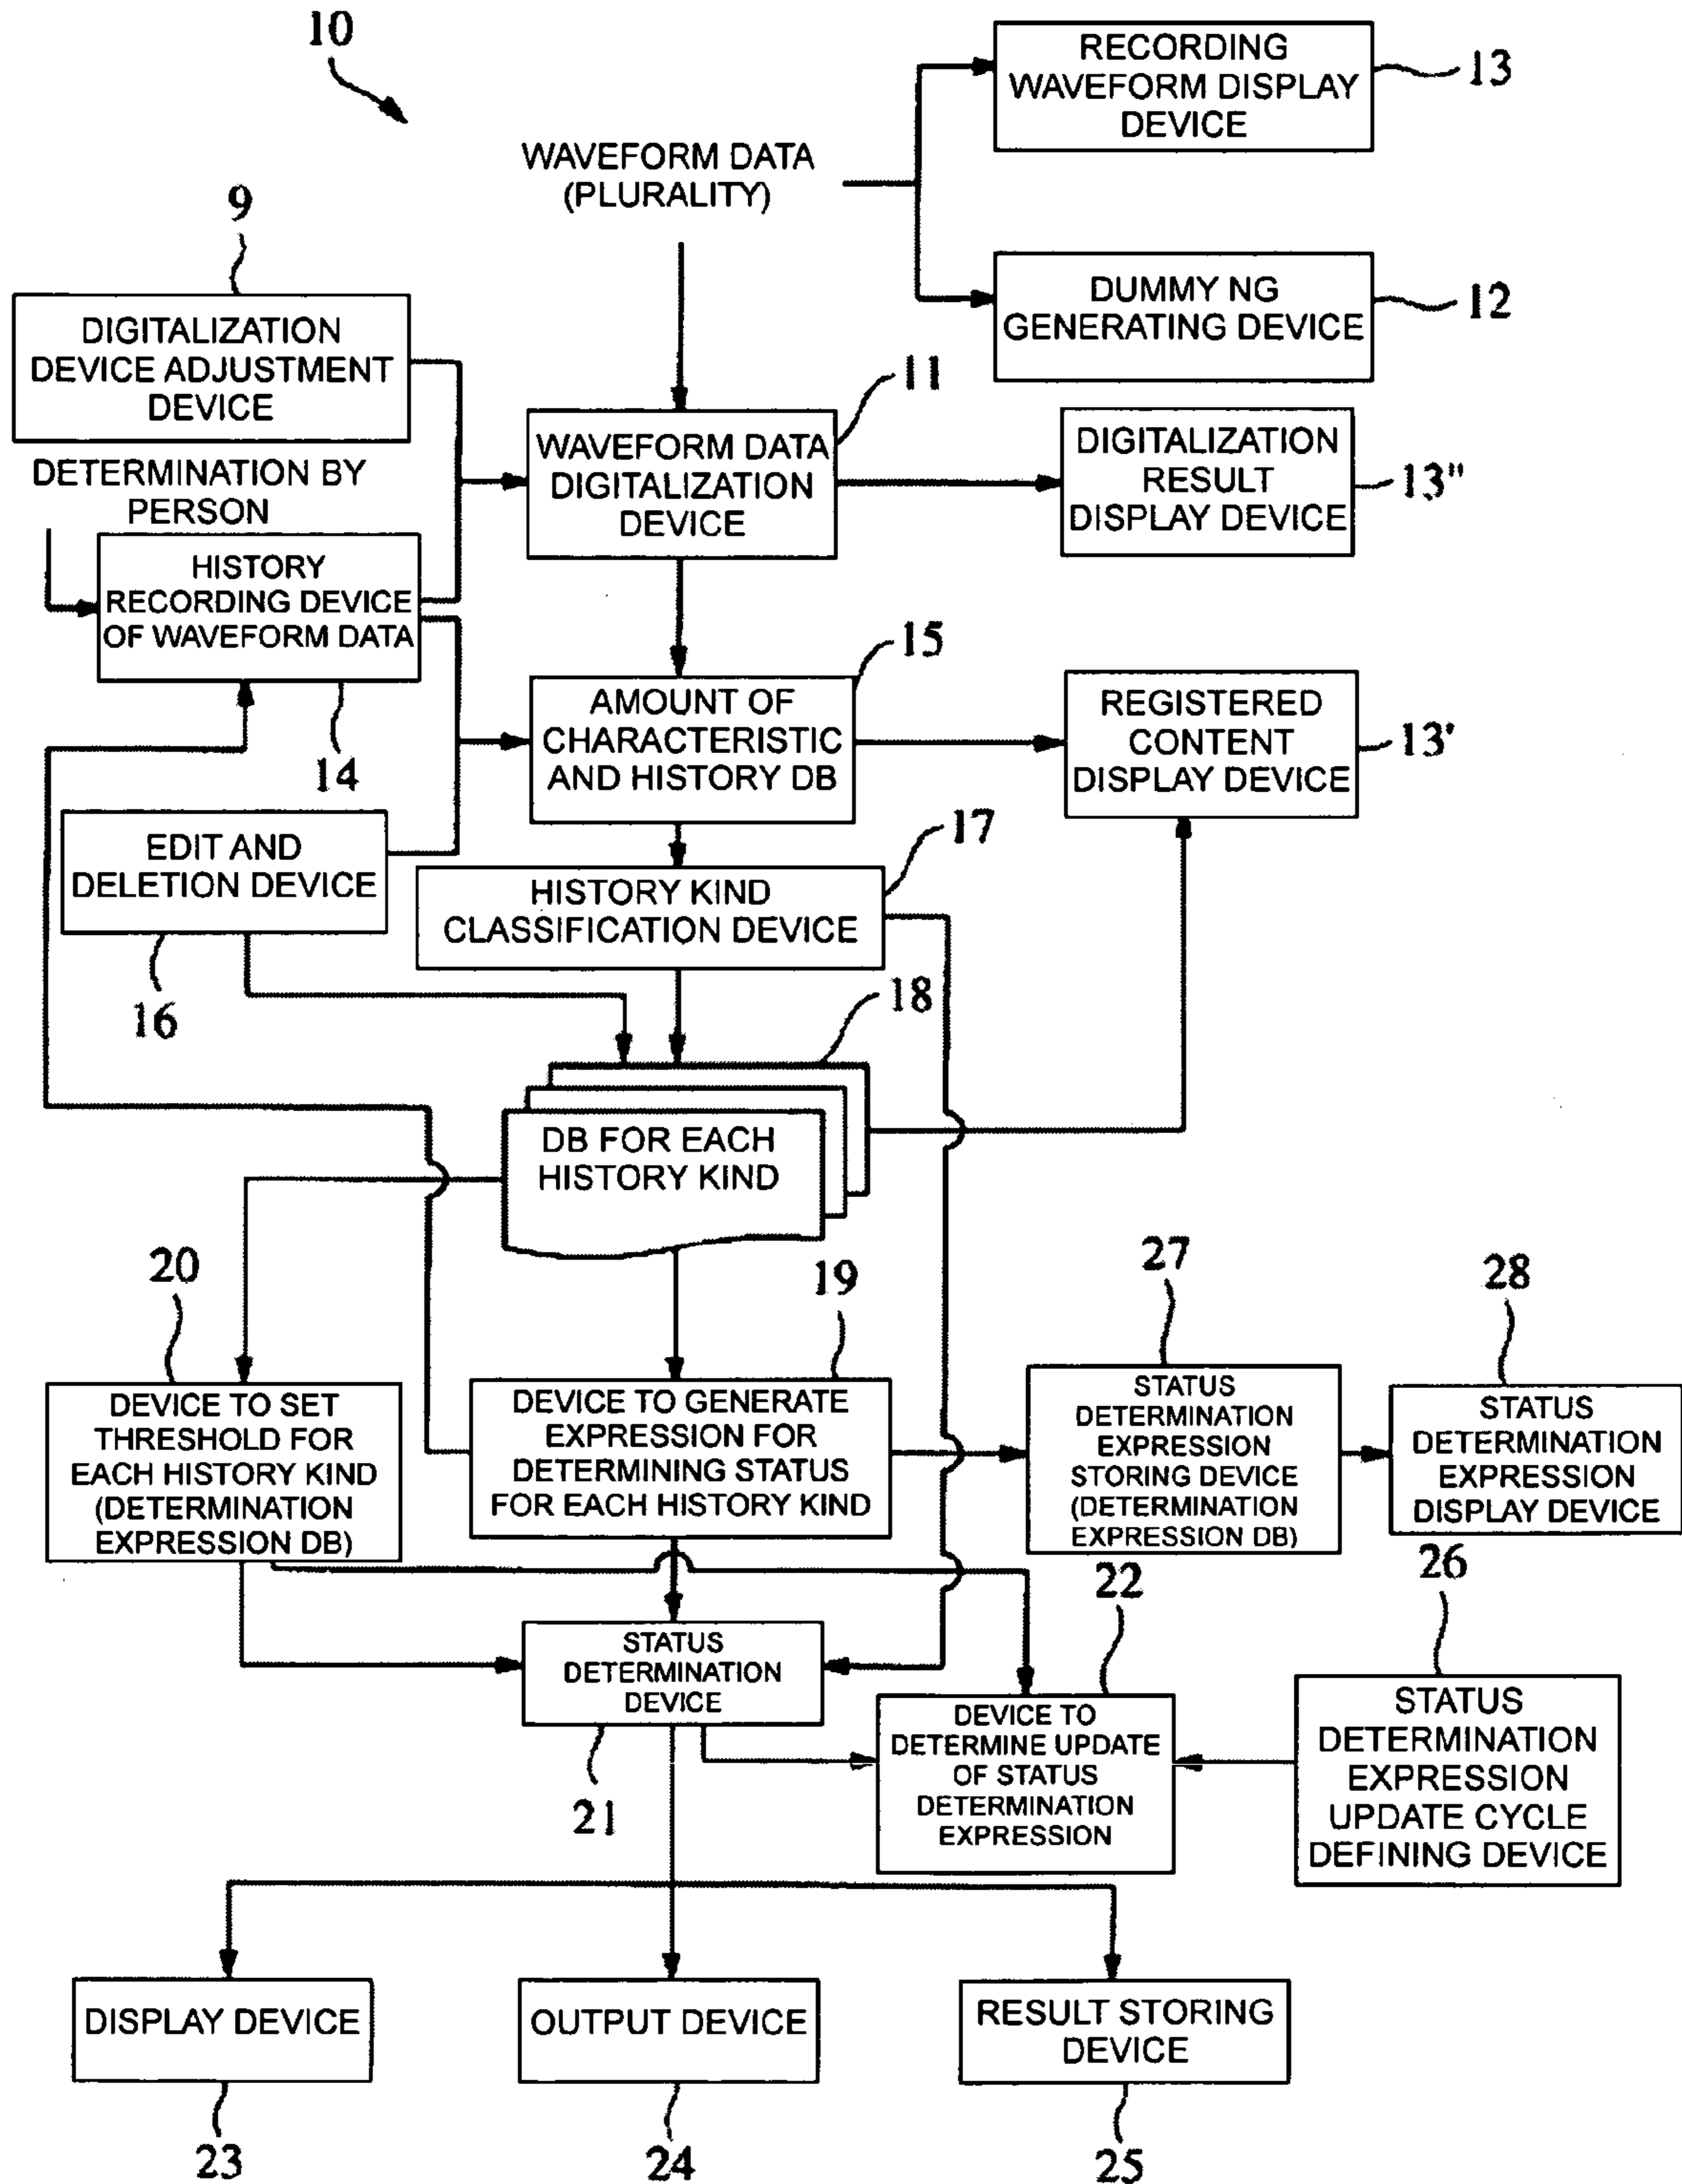 10
RECORDING
WAVEFORM DISPLAY
DEVICE
13
WAVEFORM DATA
(PLURALITY)
9
DUMMY NG
GENERATING DEVICE
12
DIGITALIZATION
DEVICE ADJUSTMENT
DEVICE
11
WAVEFORM DATA
DIGITALIZATION
DEVICE
DIGITALIZATION
RESULT
DISPLAY DEVICE
13"
DETERMINATION BY
PERSON
HISTORY
RECORDING DEVICE
OF WAVEFORM DATA
14
15
AMOUNT OF
CHARACTERISTIC
AND HISTORY DB
REGISTERED
CONTENT
DISPLAY DEVICE
13'
EDIT AND
DELETION DEVICE
16
17
HISTORY KIND
CLASSIFICATION DEVICE
18
DB FOR EACH
HISTORY KIND
20
19
27
28
DEVICE TO SET
THRESHOLD FOR
EACH HISTORY KIND
(DETERMINATION
EXPRESSION DB)
DEVICE TO GENERATE
EXPRESSION FOR
DETERMINING STATUS
FOR EACH HISTORY KIND
STATUS
DETERMINATION
EXPRESSION
STORING DEVICE
(DETERMINATION
EXPRESSION DB)
STATUS
DETERMINATION
EXPRESSION
DISPLAY DEVICE
22
26
STATUS
DETERMINATION
DEVICE
21
DEVICE TO
DETERMINE UPDATE
OF STATUS
DETERMINATION
EXPRESSION
STATUS
DETERMINATION
EXPRESSION
UPDATE CYCLE
DEFINING DEVICE
DISPLAY DEVICE
23
OUTPUT DEVICE
24
RESULT STORING
DEVICE
25